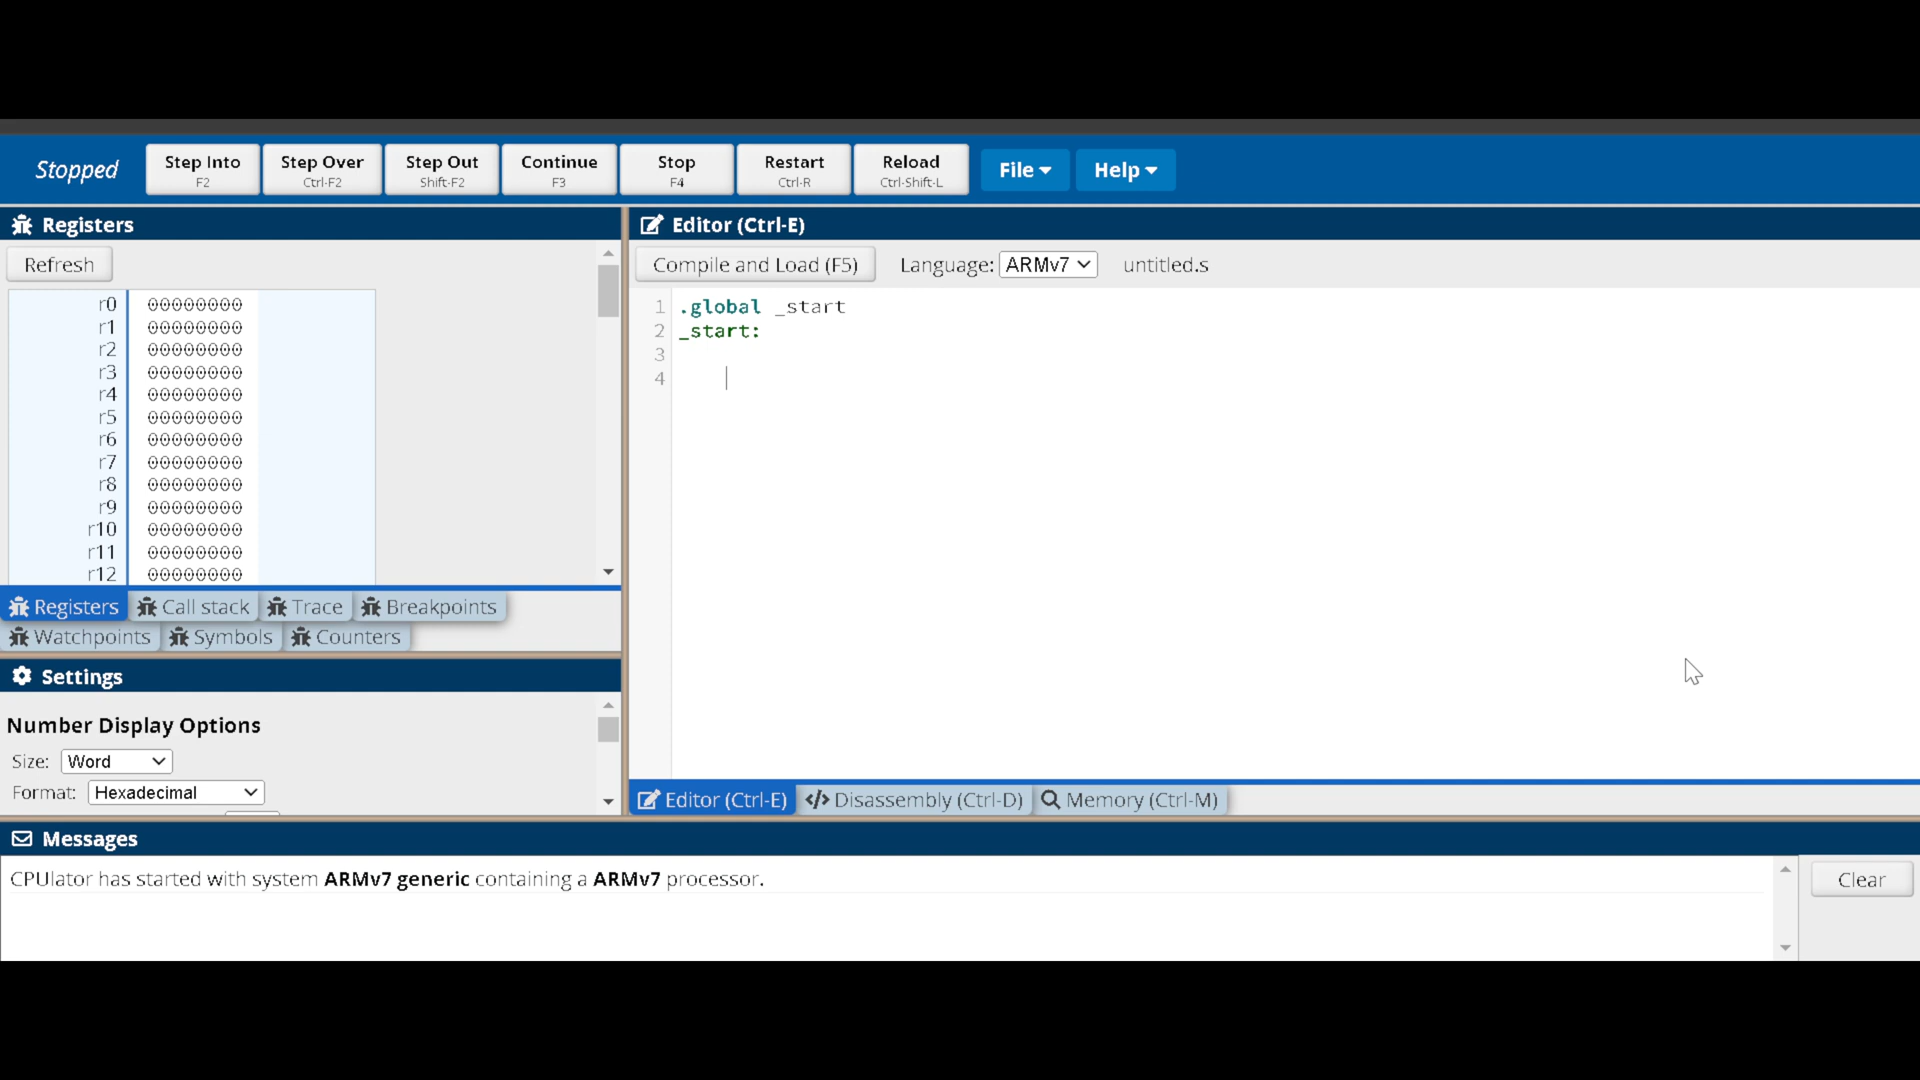 Stopped
Step Into
F2
Step Over
Ctrl-F2
Step Out
Shift-F2
Continue
F3
Stop
F4
Restart
Ctrl-R
Reload
Ctrl-Shift-L
File
Help
Registers
Refresh
r0 00000000
r1 00000000
r2 00000000
r3 00000000
r4 00000000
r5 00000000
r6 00000000
r7 00000000
r8 00000000
r9 00000000
r10 00000000
r11 00000000
r12 00000000
Registers Call stack Trace Breakpoints
Watchpoints Symbols Counters
Settings
Number Display Options
Size: Word
Format: Hexadecimal
Editor (Ctrl-E)
Compile and Load (F5) Language: ARMv7 untitled.s
1 .global _start
2 _start:
3
4
Editor (Ctrl-E) Disassembly (Ctrl-D) Memory (Ctrl-M)
Messages
CPUlator has started with system ARMv7 generic containing a ARMv7 processor.
Clear